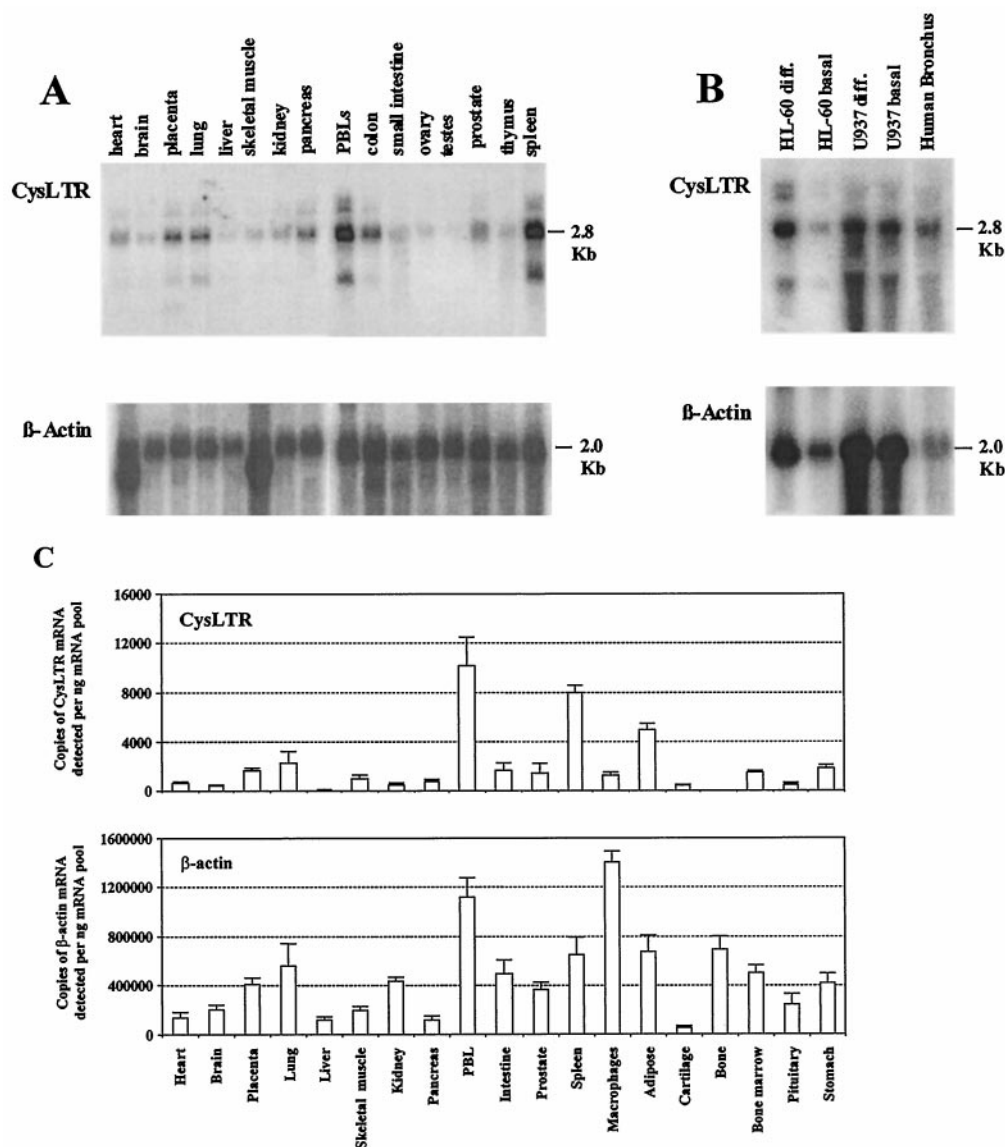 A
heart
brain
placenta
lung
liver
skeletal muscle
kidney
pancreas
PBLs
colon
small intestine
ovary
testes
prostate
thymus
spleen
CysLTR
2.8
Kb
ß-Actin
2.0
Kb
B
HL-60 diff.
HL-60 basal
U937 diff.
U937 basal
Human Bronchus
CysLTR
2.8
Kb
ß-Actin
2.0
Kb
C
Copies of CysLTR mRNA
detected per ng mRNA pool
16000
12000
8000
4000
0
CysLTR
Copies of β-actin mRNA
detected per ng mRNA pool
1600000
1200000
800000
400000
0
β-actin
Heart
Brain
Placenta
Lung
Liver
Skeletal muscle
Kidney
Pancreas
PBL
Intestine
Prostate
Spleen
Macrophages
Adipose
Cartilage
Bone
Bone marrow
Pituitary
Stomach